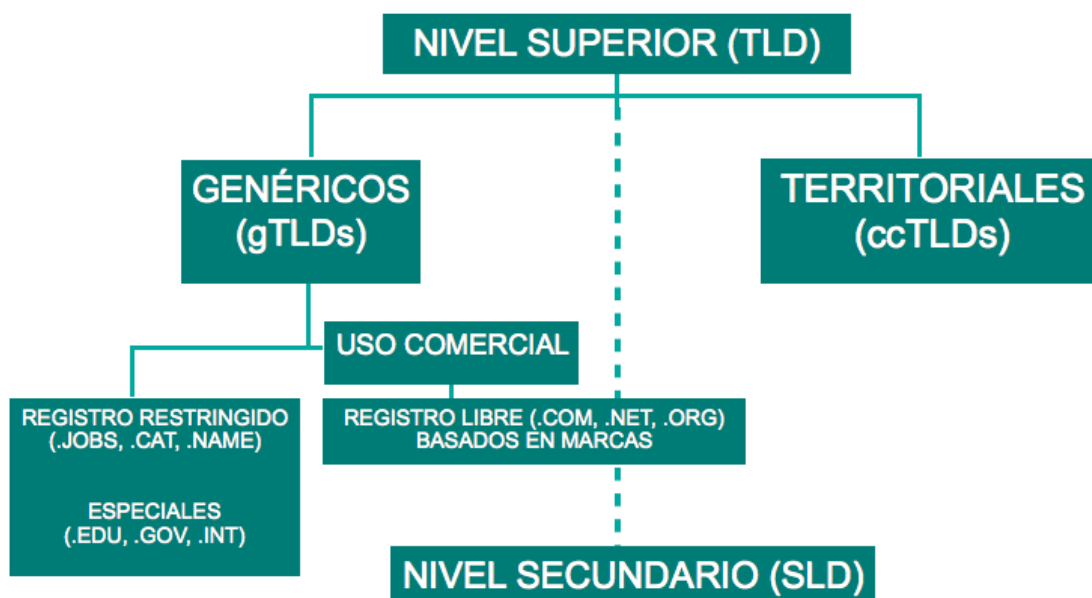 NIVEL SUPERIOR (TLD)
GENÉRICOS
(gTLDs)
TERRITORIALES
(ccTLDs)
USO COMERCIAL
REGISTRO RESTRINGIDO
(.JOBS, .CAT, .NAME)
ESPECIALES
(.EDU, .GOV, .INT)
REGISTRO LIBRE (.COM, .NET, .ORG)
BASADOS EN MARCAS
NIVEL SECUNDARIO (SLD)